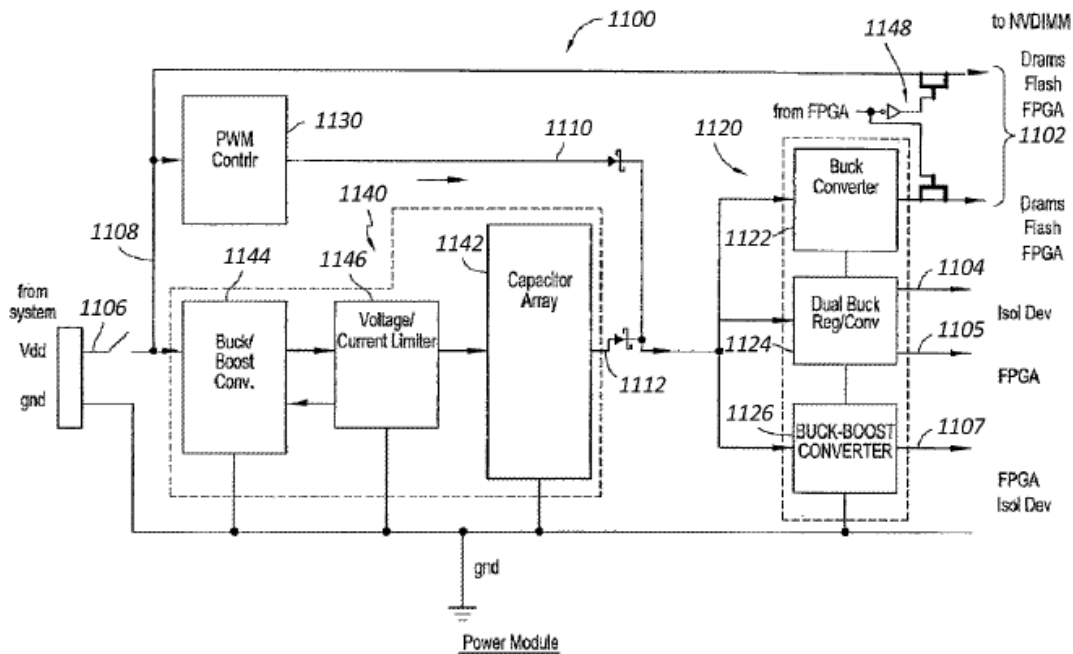 1100
to NVDIMM
1148
Drams
Flash
FPGA
1102
from FPGA
PWM
Contrlr
1130
1110
1120
Buck
Converter
1122
Drams
Flash
FPGA
1140
1108
1144
1146
1142
Capacitor
Array
1104
Dual Buck
Reg/Conv
Isol Dev
1124
1105
from
system
1106
Vdd
Buck/
Boost
Conv.
Voltage/
Current Limiter
1112
FPGA
gnd
1126
BUCK-BOOST
CONVERTER
1107
FPGA
Isol Dev
gnd
Power Module